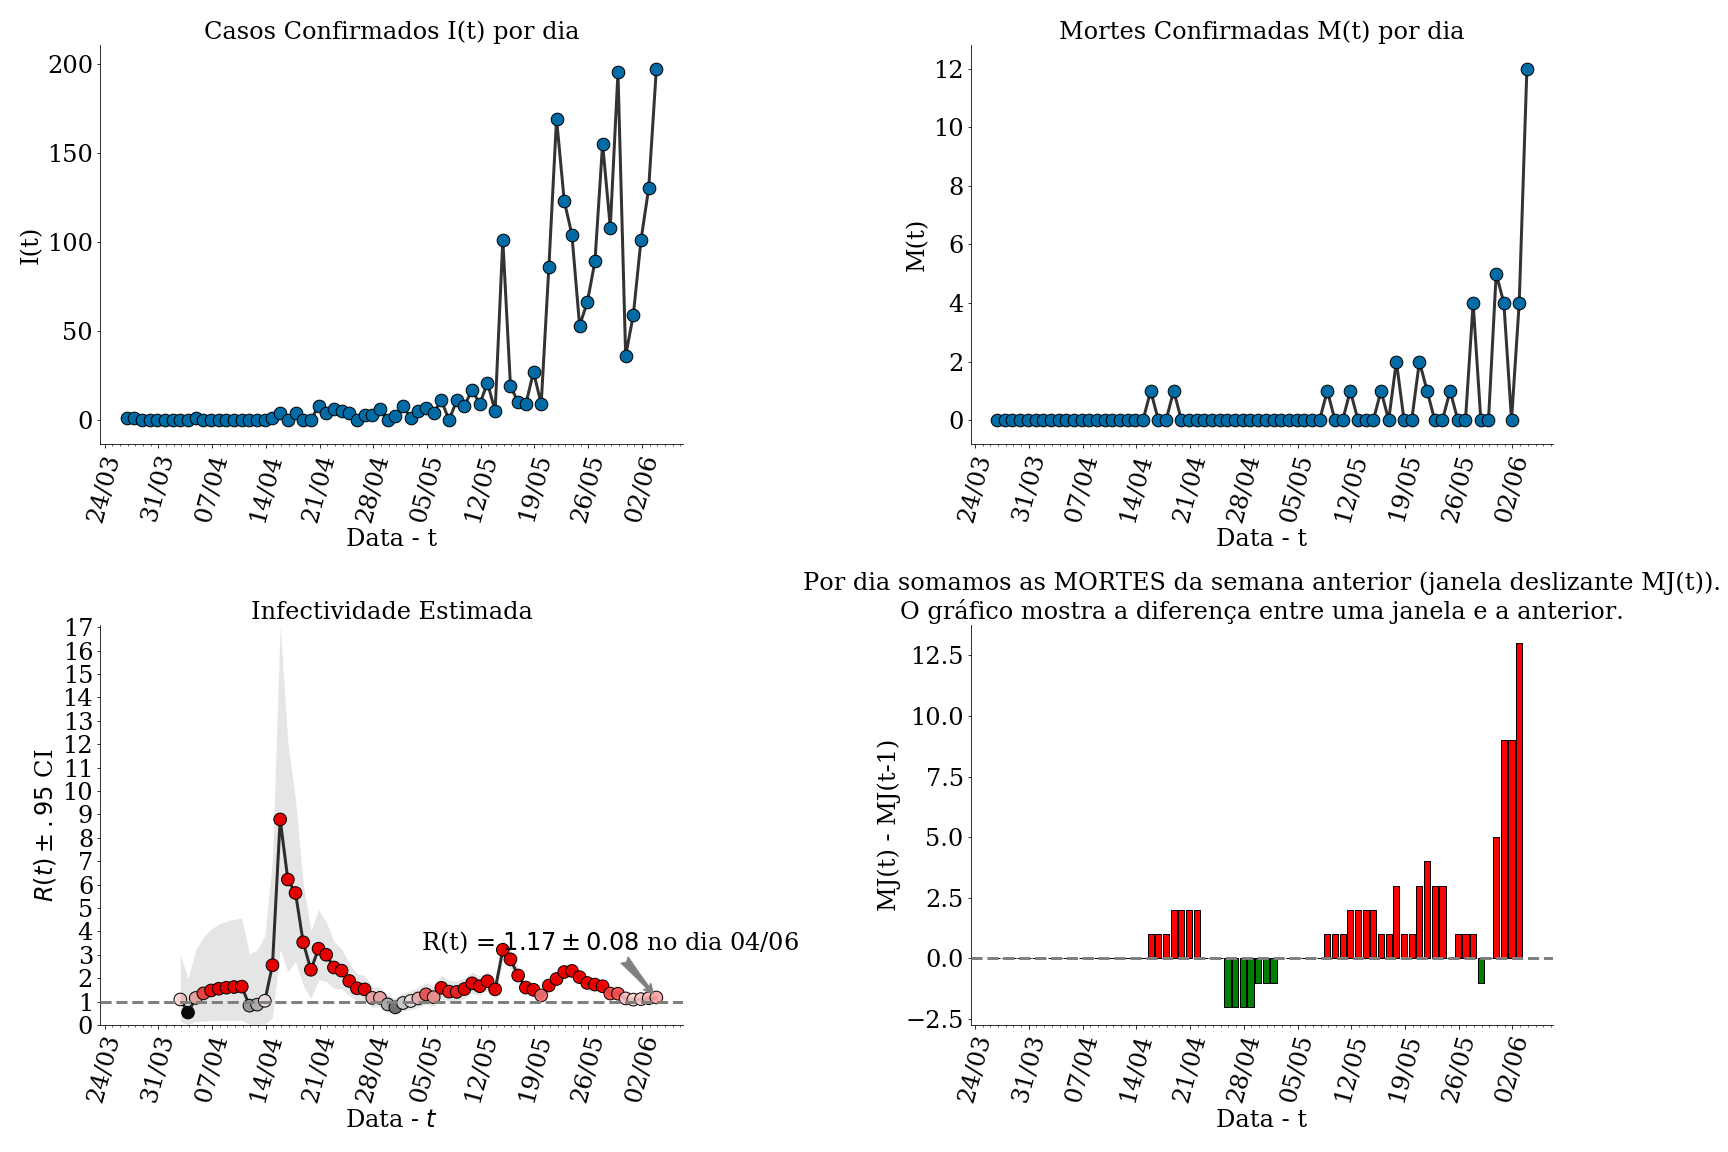 Casos Confirmados I(t) por dia
200
150
100
50
0
I(t)
24/03 31/03 07/04 14/04 21/04 28/04 05/05 12/05 19/05 26/05 02/06
Data - t
Mortes Confirmadas M(t) por dia
12
10
8
6
4
2
0
M(t)
24/03 31/03 07/04 14/04 21/04 28/04 05/05 12/05 19/05 26/05 02/06
Data - t
Infectividade Estimada
17
16
15
14
13
12
11
10
9
8
7
6
5
4
3
2
1
0
R(t) ± .95 CI
R(t) = 1.17 ± 0.08 no dia 04/06
24/03 31/03 07/04 14/04 21/04 28/04 05/05 12/05 19/05 26/05 02/06
Data - t
Por dia somamos as MORTES da semana anterior (janela deslizante MJ(t)).
O gráfico mostra a diferença entre uma janela e a anterior.
12.5
10.0
7.5
5.0
2.5
0.0
−2.5
MJ(t) - MJ(t-1)
24/03 31/03 07/04 14/04 21/04 28/04 05/05 12/05 19/05 26/05 02/06
Data - t